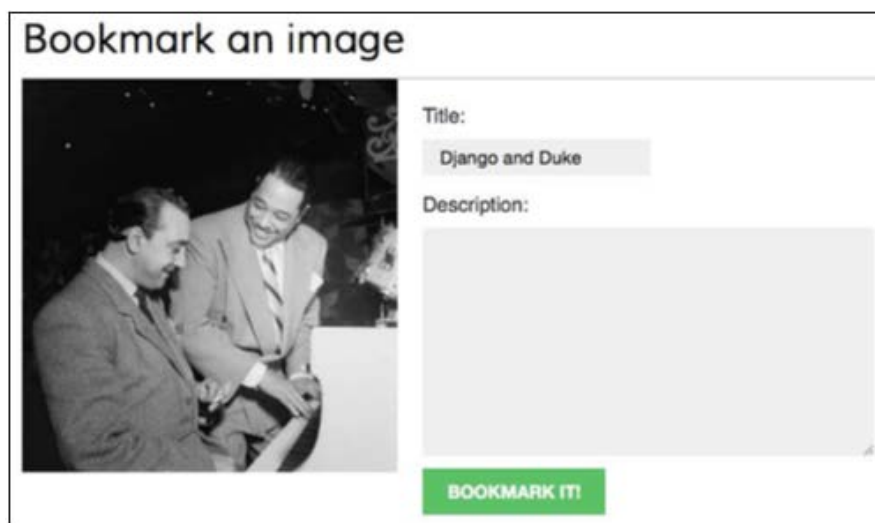 Bookmark an image
Title:
Django and Duke
Description:
BOOKMARK IT!